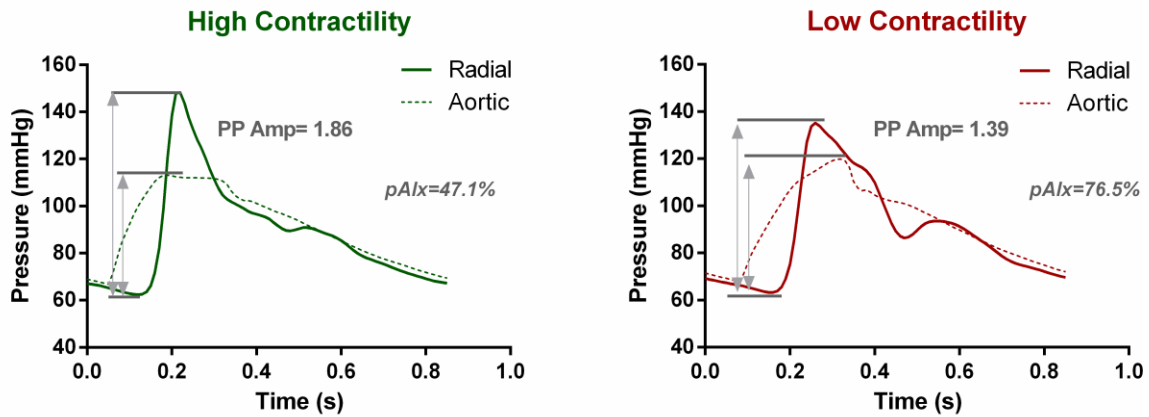 High Contractility
Pressure (mmHg)
160
140
120
100
80
60
40
Radial
Aortic
PP Amp= 1.86
pAIx=47.1%
0.0
0.2
0.4
0.6
0.8
1.0
Time (s)
Low Contractility
Pressure (mmHg)
160
140
120
100
80
60
40
Radial
Aortic
PP Amp= 1.39
pAIx=76.5%
0.0
0.2
0.4
0.6
0.8
1.0
Time (s)